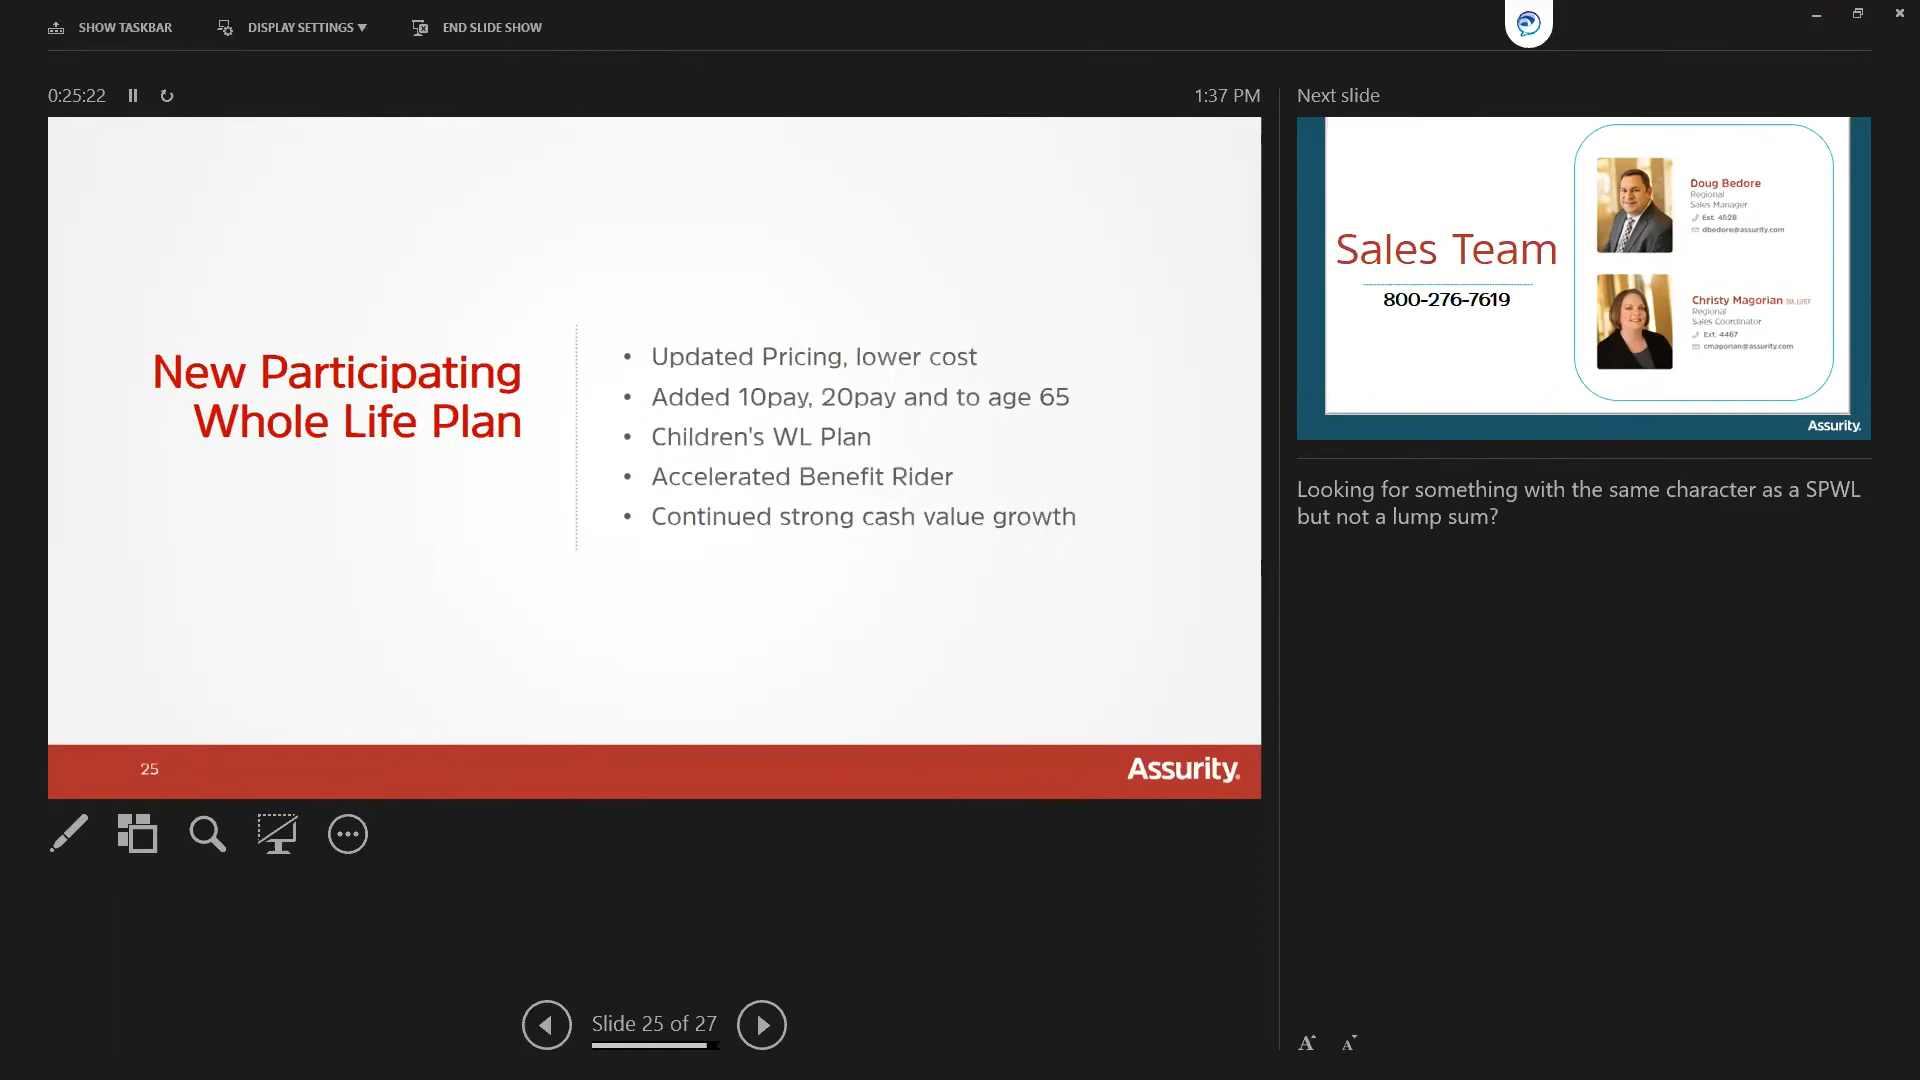 SHOW TASKBAR
DISPLAY SETTINGS
END SLIDE SHOW
0:25:22
1:37 PM
New Participating
Whole Life Plan
• Updated Pricing, lower cost
• Added 10pay, 20pay and to age 65
• Children's WL Plan
• Accelerated Benefit Rider
• Continued strong cash value growth
25
Assurity.
Slide 25 of 27
Next slide
Sales Team
800-276-7619
Doug Bedore
Regional
Sales Manager
Ext. 4628
dbedore@assurity.com
Christy Magorian
Regional
Sales Coordinator
Ext. 4467
cmagorian@assurity.com
Assurity.
Looking for something with the same character as a SPWL
but not a lump sum?
A A